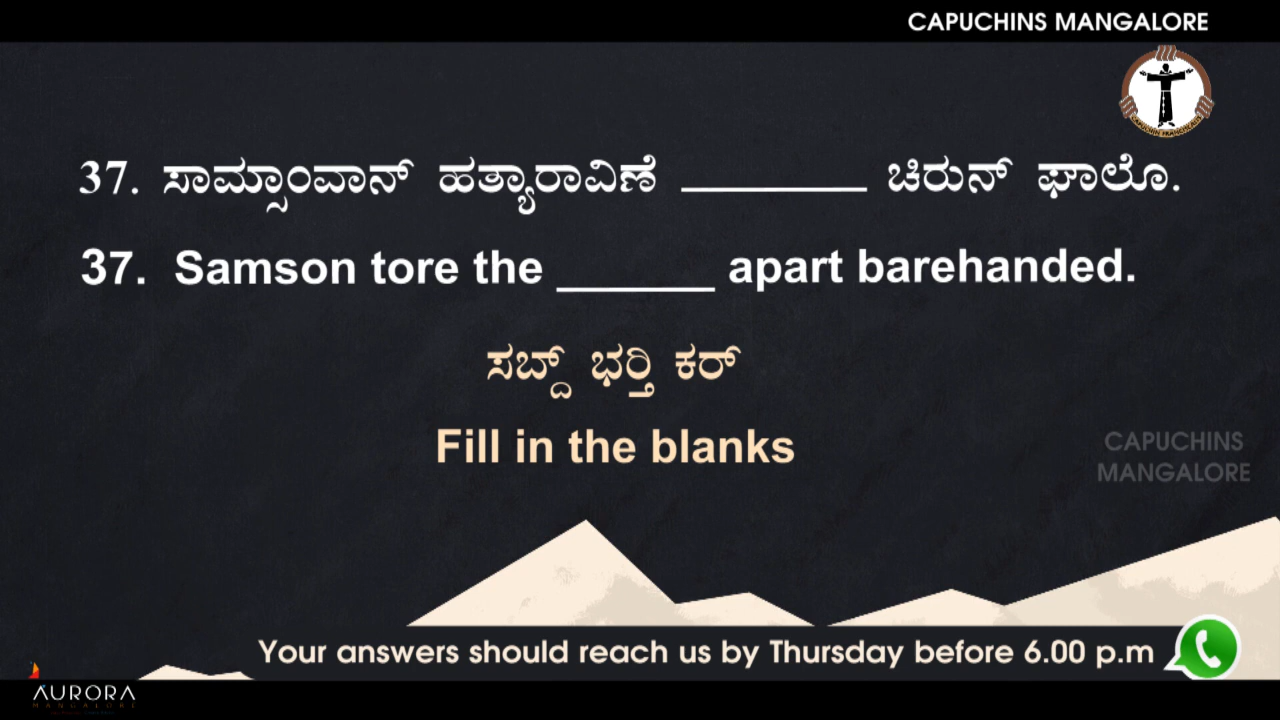 CAPUCHINS MANGALORE
37. ಸಾಮ್ಸಾಂವಾನ್ ಹತ್ಯಾರಾವಿಣೆ ________ ಚಿರುನ್ ಘಾಲೊ.
37. Samson tore the ______ apart barehanded.
ಸಬ್ದ್ ಭರ‍್ತಿ ಕರ್
Fill in the blanks
CAPUCHINS
MANGALORE
Your answers should reach us by Thursday before 6.00 p.m
AURORA
MANGALORE